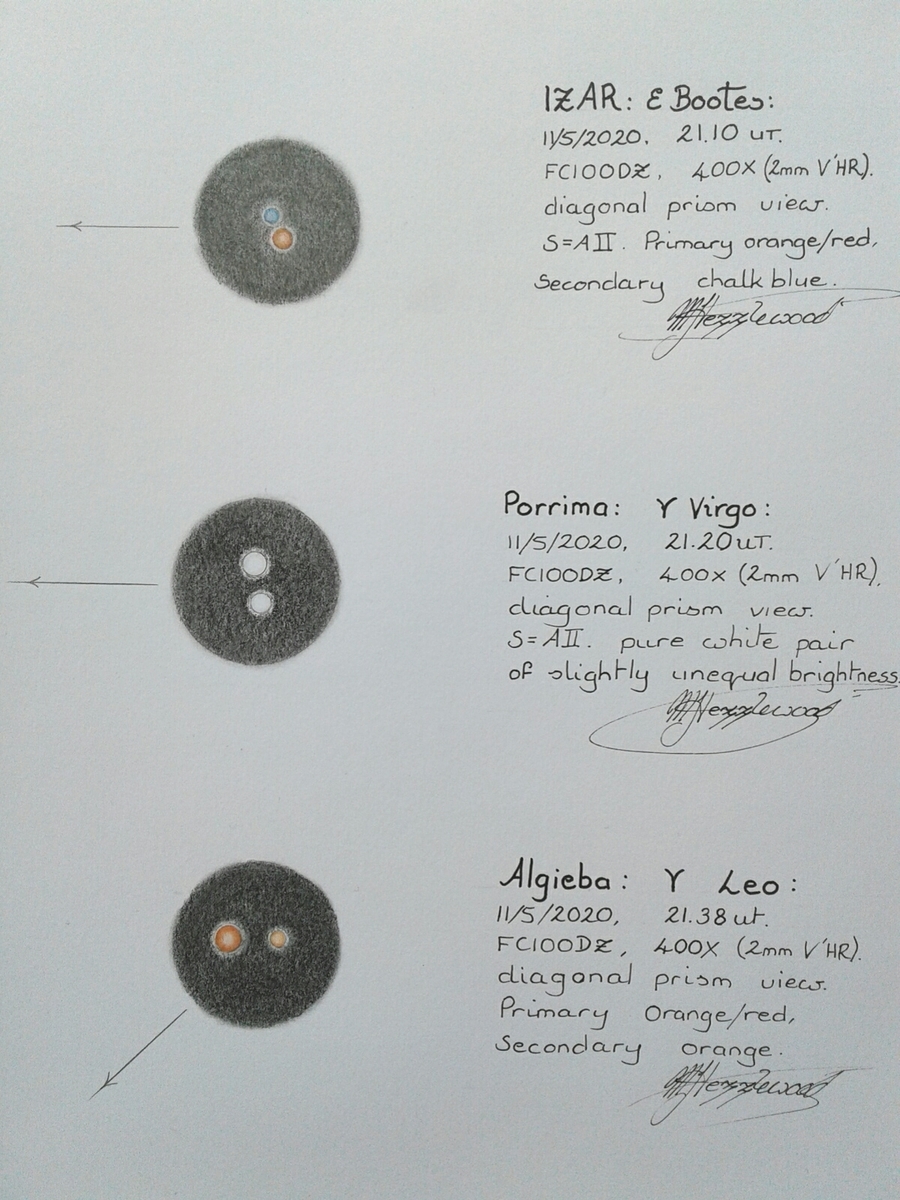 IZAR: ε Bootes:
11/5/2020, 21.10 UT.
FC100DZ, 400X (2mm V'HR).
diagonal prism view.
S=AII. Primary orange/red,
Secondary chalk blue.
Hezzlewood
Porrima: γ Virgo:
11/5/2020, 21.20 UT.
FC100DZ, 400x (2mm V'HR).
diagonal prism view.
S=AII. pure white pair
of slightly unequal brightness.
Hezzlewood
Algieba: γ Leo:
11/5/2020, 21.38 ut.
FC100DZ, 400X (2mm V'HR).
diagonal prism view.
Primary Orange/red,
Secondary orange.
Hezzlewood